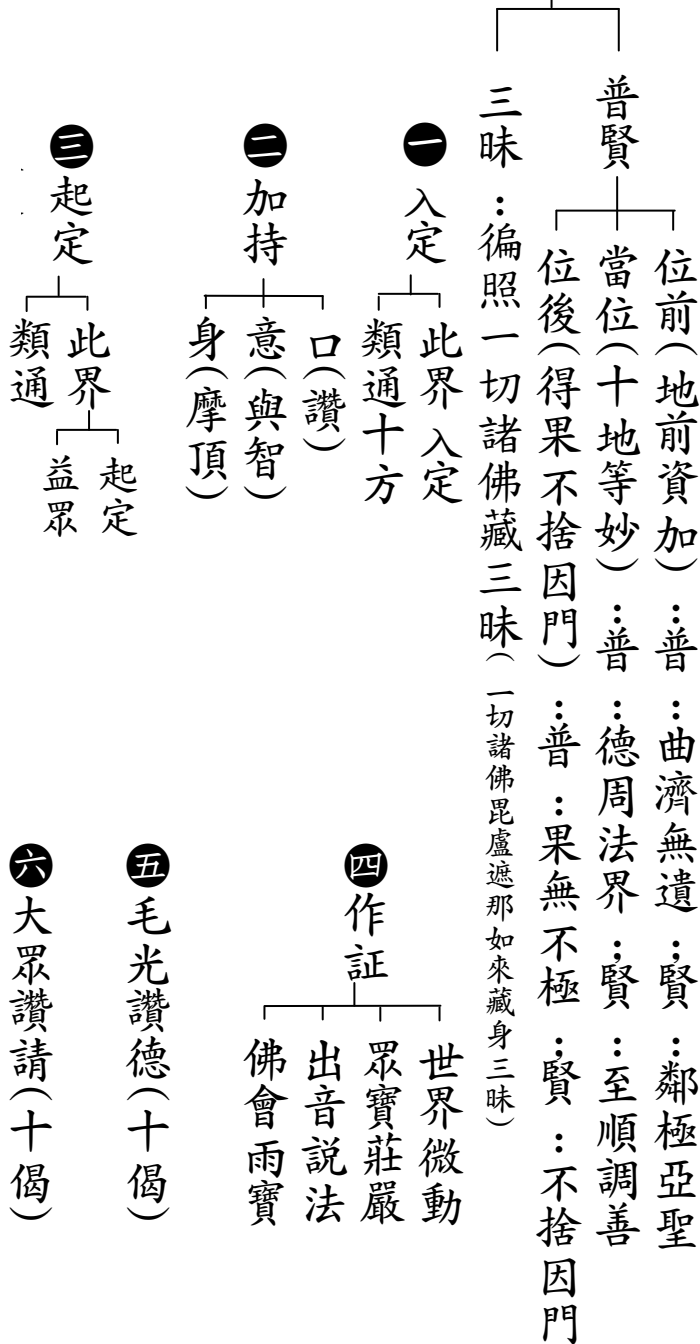 普賢
位前(地前資加):普:曲濟無遺;賢:鄰極亞聖
當位(十地等妙):普:德周法界;賢:至順調善
位後(得果不捨因門):普:果無不極;賢:不捨因門
三昧:徧照一切諸佛藏三昧(一切諸佛毘盧遮那如來藏身三昧)
一 入定
此界入定
類通十方
二 加持
口(讚)
意(與智)
身(摩頂)
三 起定
此界
起定
益眾
類通
四 作証
世界微動
眾寶莊嚴
出音說法
佛會雨寶
五 毛光讚德(十偈)
六 大眾讚請(十偈)